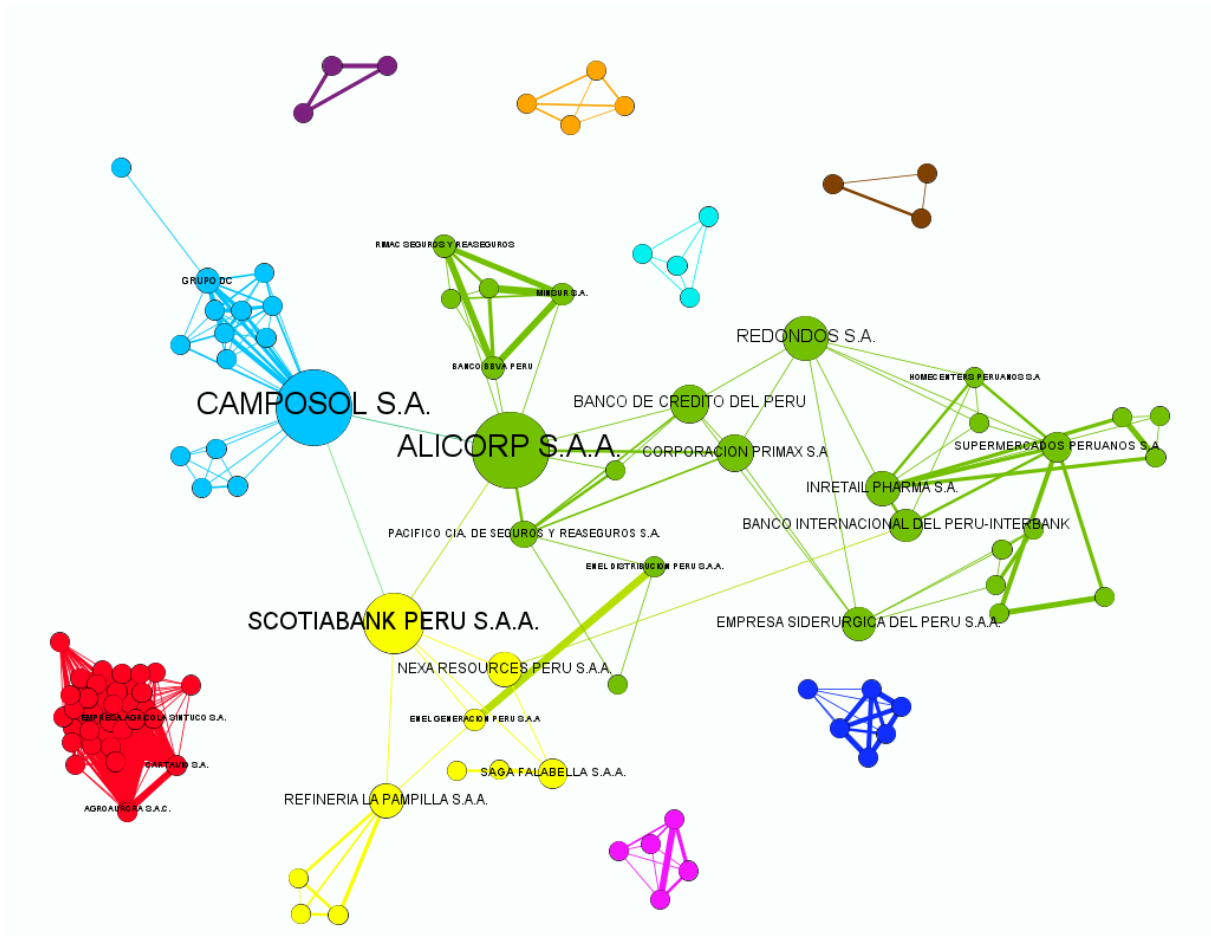 RIMAC SEGUROS Y REASEGUROS
GRUPO DC
MINSUR S.A.
REDONDOS S.A.
BANCO BBVA PERU
HOMECENTERS PERUANOS S.A
CAMPOSOL S.A.
BANCO DE CREDITO DEL PERU
ALICORP S.A.A.
CORPORACION PRIMAX S.A
SUPERMERCADOS PERUANOS S.A.
INRETAIL PHARMA S.A.
BANCO INTERNACIONAL DEL PERU-INTERBANK
PACIFICO CIA. DE SEGUROS Y REASEGUROS S.A.
ENEL DISTRIBUCION PERU S.A.A.
SCOTIABANK PERU S.A.A.
EMPRESA SIDERURGICA DEL PERU S.A.A.
NEXA RESOURCES PERU S.A.A.
EMPRESA AGRICOLA SINTUCO S.A.
ENEL GENERACION PERU S.A.A
CARTAVIO S.A.
SAGA FALABELLA S.A.A.
REFINERIA LA PAMPILLA S.A.A.
AGROAURORA S.A.C.